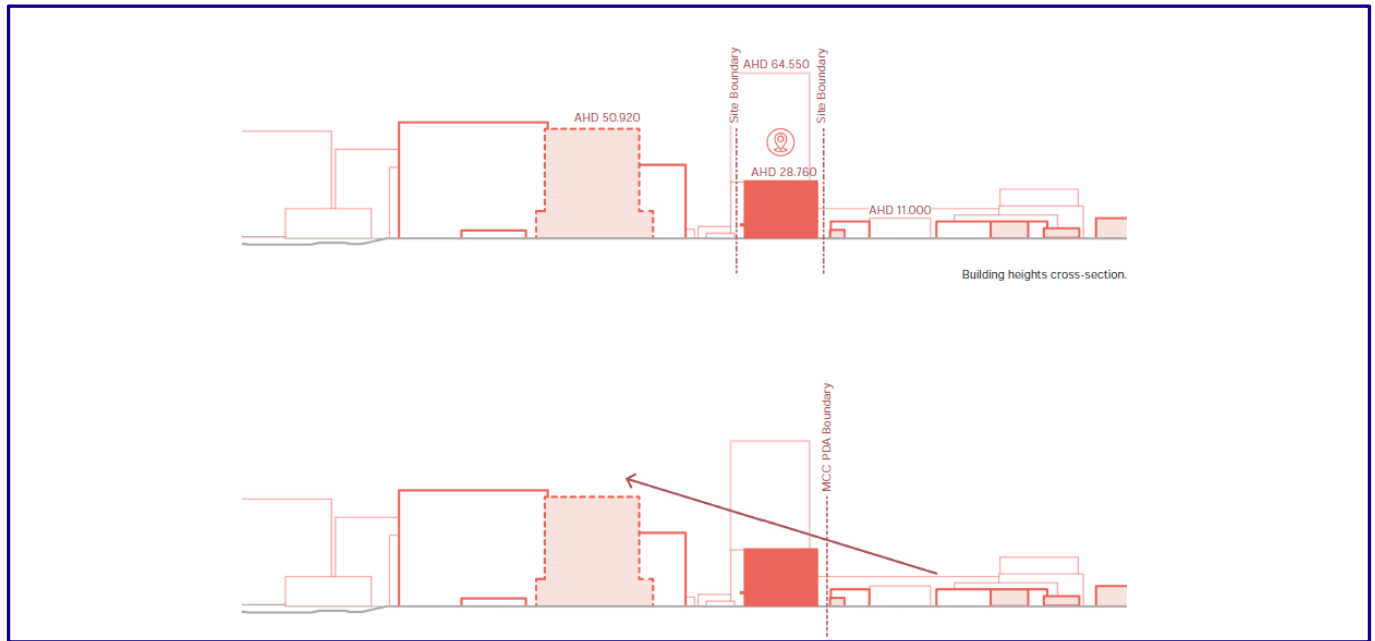 Site Boundary
AHD 64.550
Site Boundary
AHD 50.920
AHD 28.760
AHD 11.000
Building heights cross-section.
MCC PDA Boundary